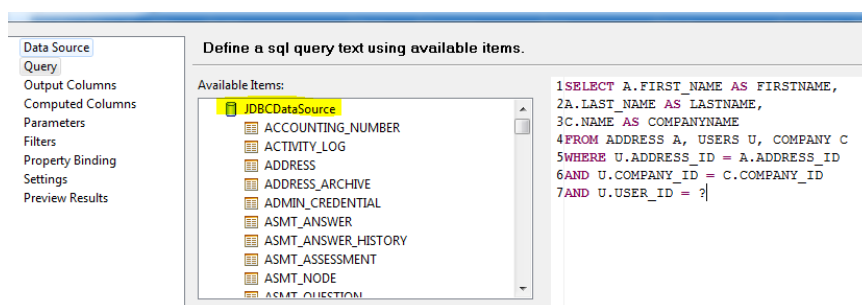 Data Source
Query
Output Columns
Computed Columns
Parameters
Filters
Property Binding
Settings
Preview Results
Define a sql query text using available items.
Available Items:
JDBCDataSource
ACCOUNTING_NUMBER
ACTIVITY_LOG
ADDRESS
ADDRESS_ARCHIVE
ADMIN_CREDENTIAL
ASMT_ANSWER
ASMT_ANSWER_HISTORY
ASMT_ASSESSMENT
ASMT_NODE
ASMT_QUESTION
1SELECT A.FIRST_NAME AS FIRSTNAME,
2A.LAST_NAME AS LASTNAME,
3C.NAME AS COMPANYNAME
4FROM ADDRESS A, USERS U, COMPANY C
5WHERE U.ADDRESS_ID = A.ADDRESS_ID
6AND U.COMPANY_ID = C.COMPANY_ID
7AND U.USER_ID = ?